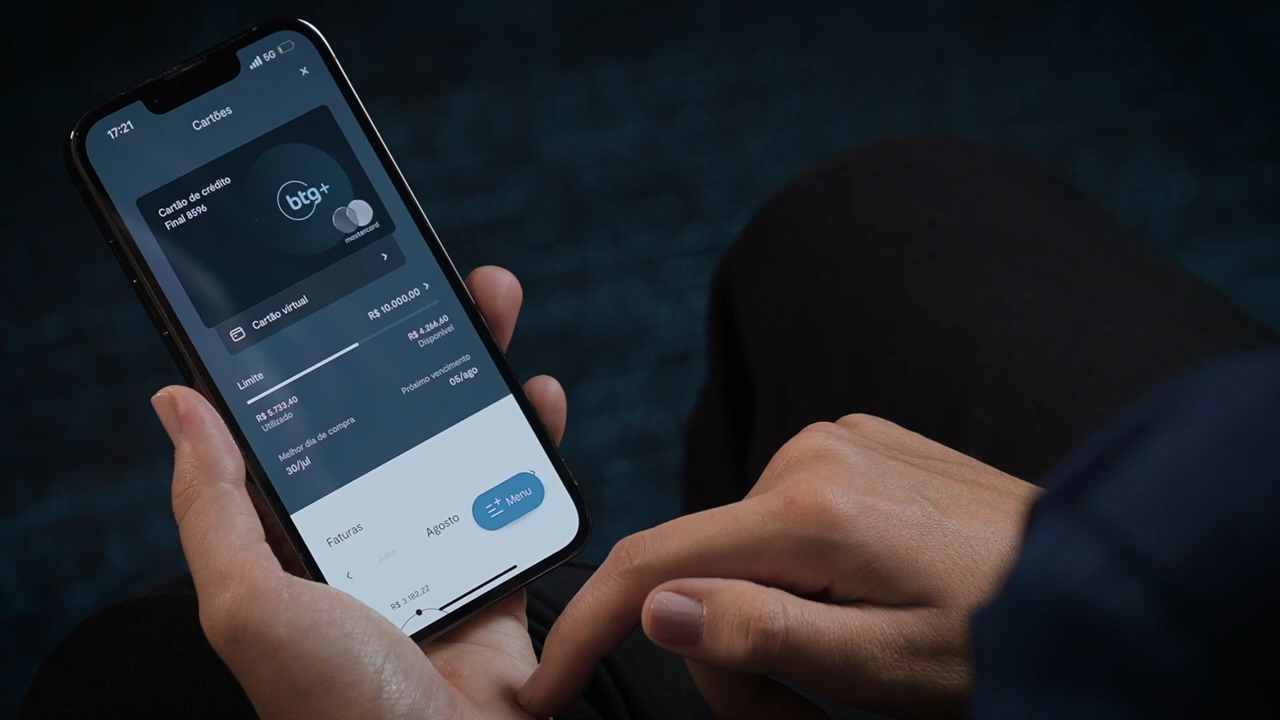 17:21
5G
Cartões
Cartão de crédito
Final 8596
btg+
mastercard
Cartão virtual
Limite
R$ 10.000,00
R$ 5.733,40
Utilizado
R$ 4.266,60
Disponível
Melhor dia de compra
30/jul
Próximo vencimento
05/ago
Faturas
Julho
Agosto
Menu
R$ 3.182,22